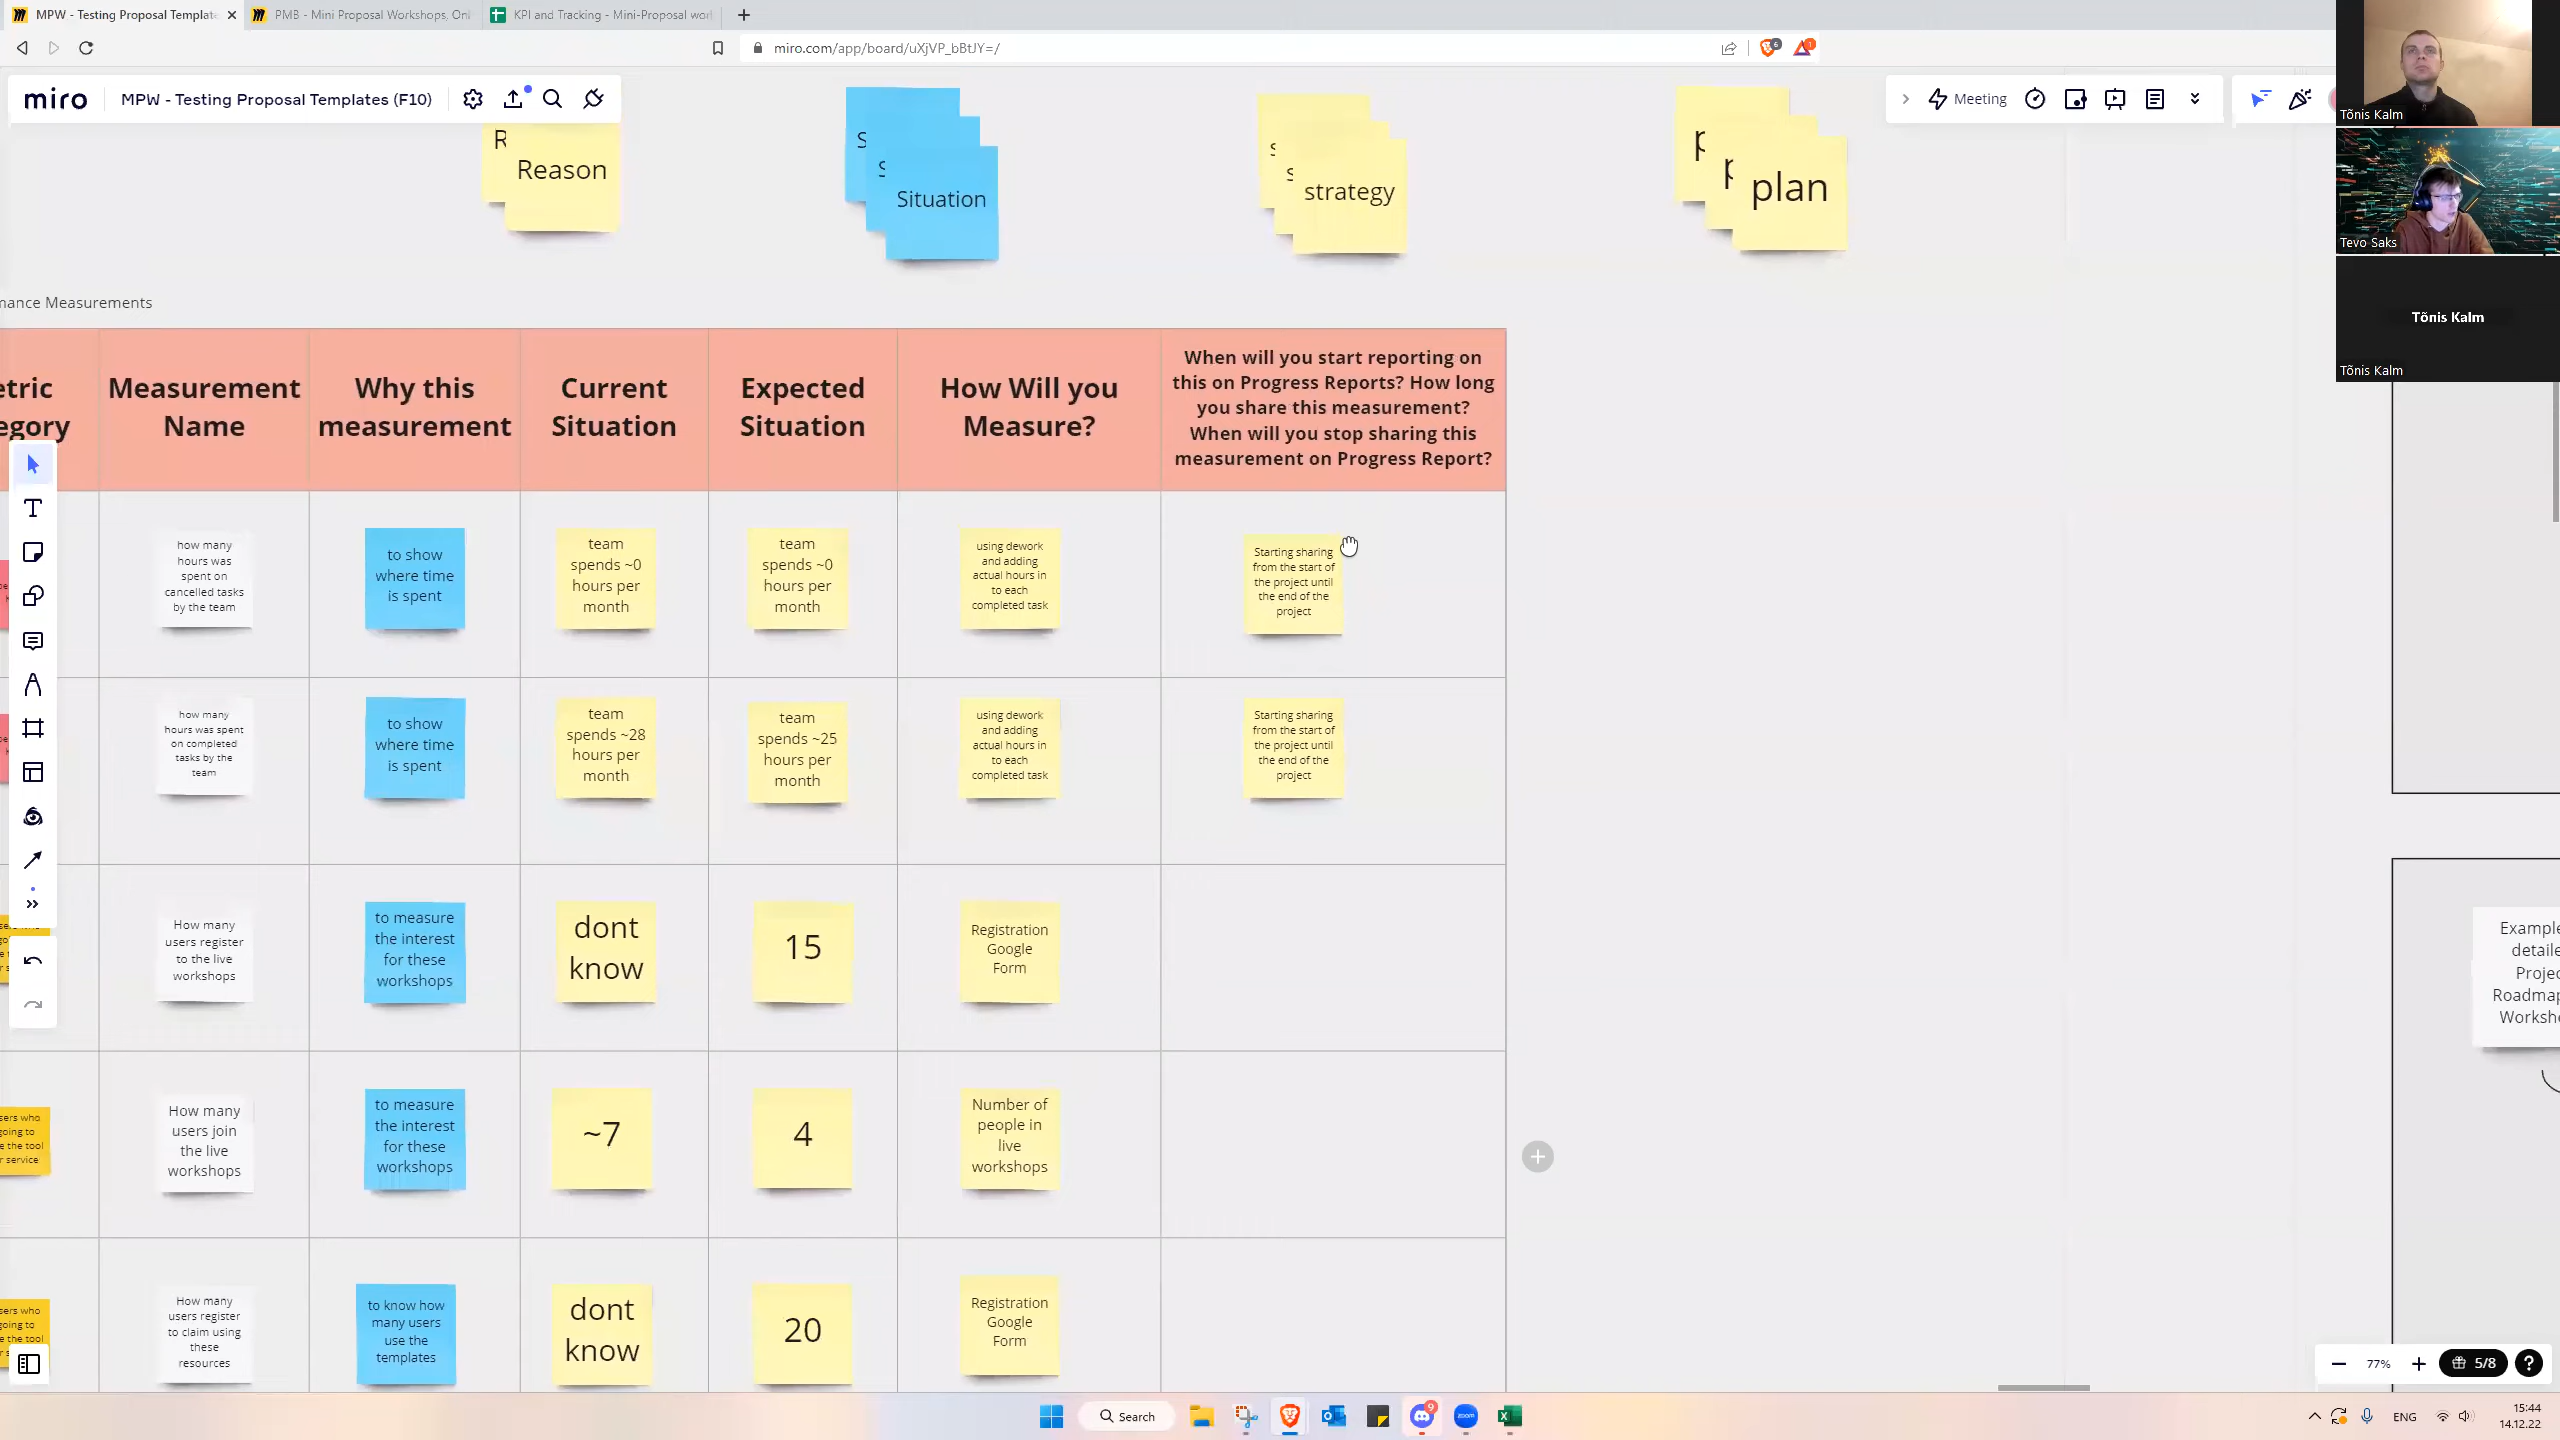 MPW - Testing Proposal Template
PMB - Mini Proposal Workshops, Onl
KPI and Tracking - Mini-Proposal wor
miro.com/app/board/uXjVP_bBtJY=/
miro
MPW - Testing Proposal Templates (F10)
Meeting
Tõnis Kalm
Tevo Saks
Tõnis Kalm
Tõnis Kalm
R
Reason
S
S
Situation
s
s
strategy
p
p
plan
mance Measurements
etric
egory
Measurement
Name
Why this
measurement
Current
Situation
Expected
Situation
How Will you
Measure?
When will you start reporting on
this on Progress Reports? How long
you share this measurement?
When will you stop sharing this
measurement on Progress Report?
how many
hours was
spent on
cancelled tasks
by the team
to show
where time
is spent
team
spends ~0
hours per
month
team
spends ~0
hours per
month
using dework
and adding
actual hours in
to each
completed task
Starting sharing
from the start of
the project until
the end of the
project
how many
hours was spent
on completed
tasks by the
team
to show
where time
is spent
team
spends ~28
hours per
month
team
spends ~25
hours per
month
using dework
and adding
actual hours in
to each
completed task
Starting sharing
from the start of
the project until
the end of the
project
How many
users register
to the live
workshops
to measure
the interest
for these
workshops
dont
know
15
Registration
Google
Form
sers who
going to
e the tool
r service
How many
users join
the live
workshops
to measure
the interest
for these
workshops
~7
4
Number of
people in
live
workshops
sers who
going to
e the tool
How many
users register
to claim using
these
resources
to know how
many users
use the
templates
dont
know
20
Registration
Google
Form
Example
detaile
Projec
Roadmap
Worksho
77%
5/8
Search
ENG
15:44
14.12.22